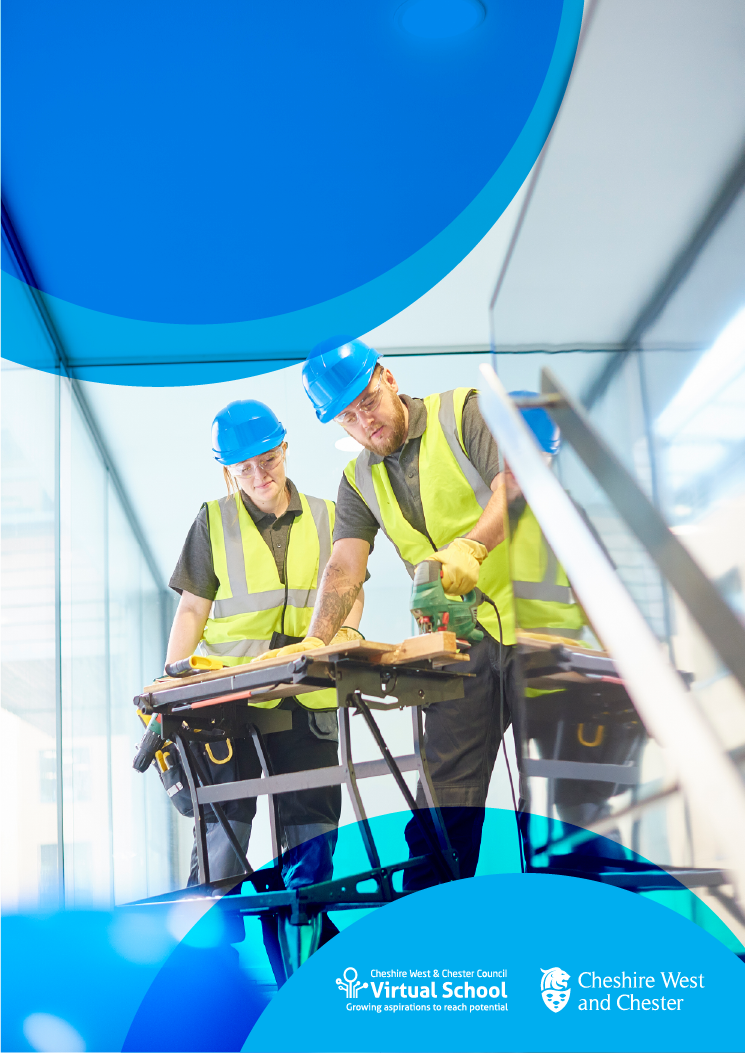 Cheshire West & Chester Council
Virtual School
Growing aspirations to reach potential
Cheshire West
and Chester